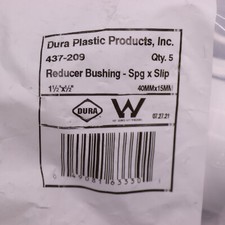 Dura Plastic Products, Inc.
437-209 Qty. 5
Reducer Bushing - Spg x Slip
1½"x½" 40MMx15MM
DURA W 07.27.21